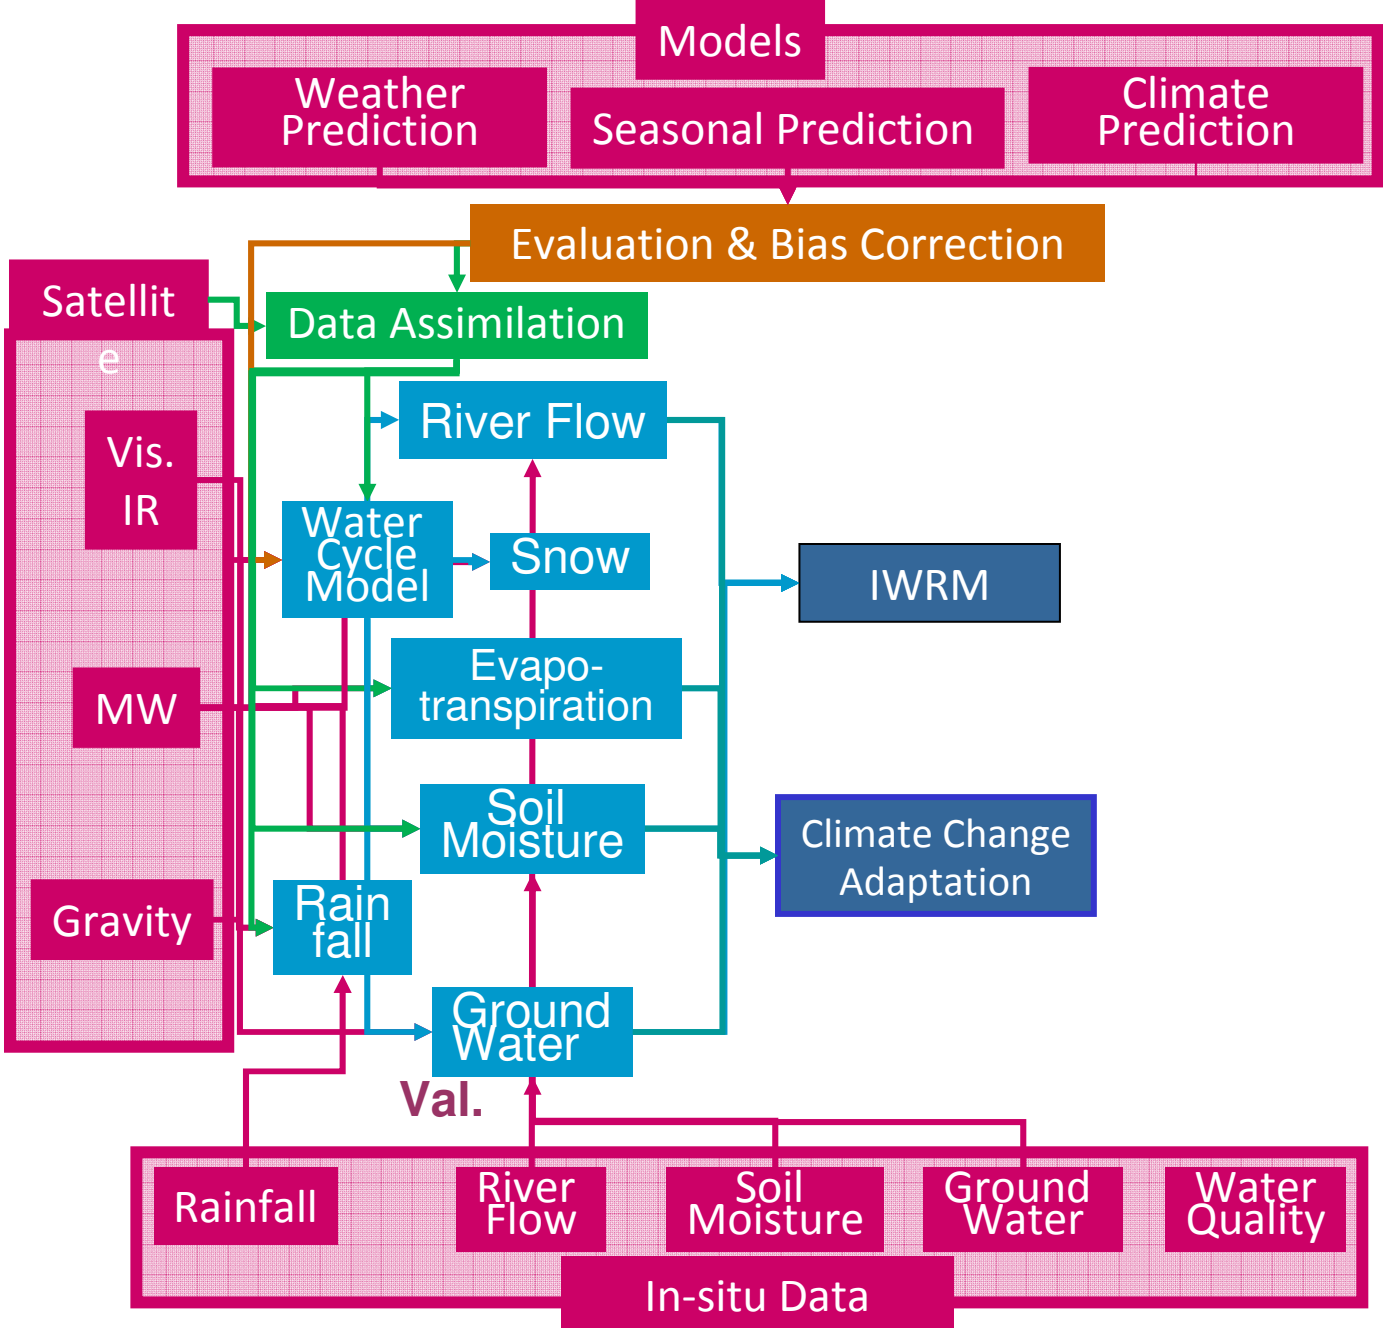 Models
Weather
Prediction
Seasonal Prediction
Climate
Prediction
Evaluation & Bias Correction
Satellit
e
Data Assimilation
River Flow
Vis.
IR
Water
Cycle
Model
Snow
IWRM
Evapo-
transpiration
MW
Soil
Moisture
Climate Change
Adaptation
Gravity
Rain
fall
Ground
Water
Val.
Rainfall
River
Flow
Soil
Moisture
Ground
Water
Water
Quality
In-situ Data